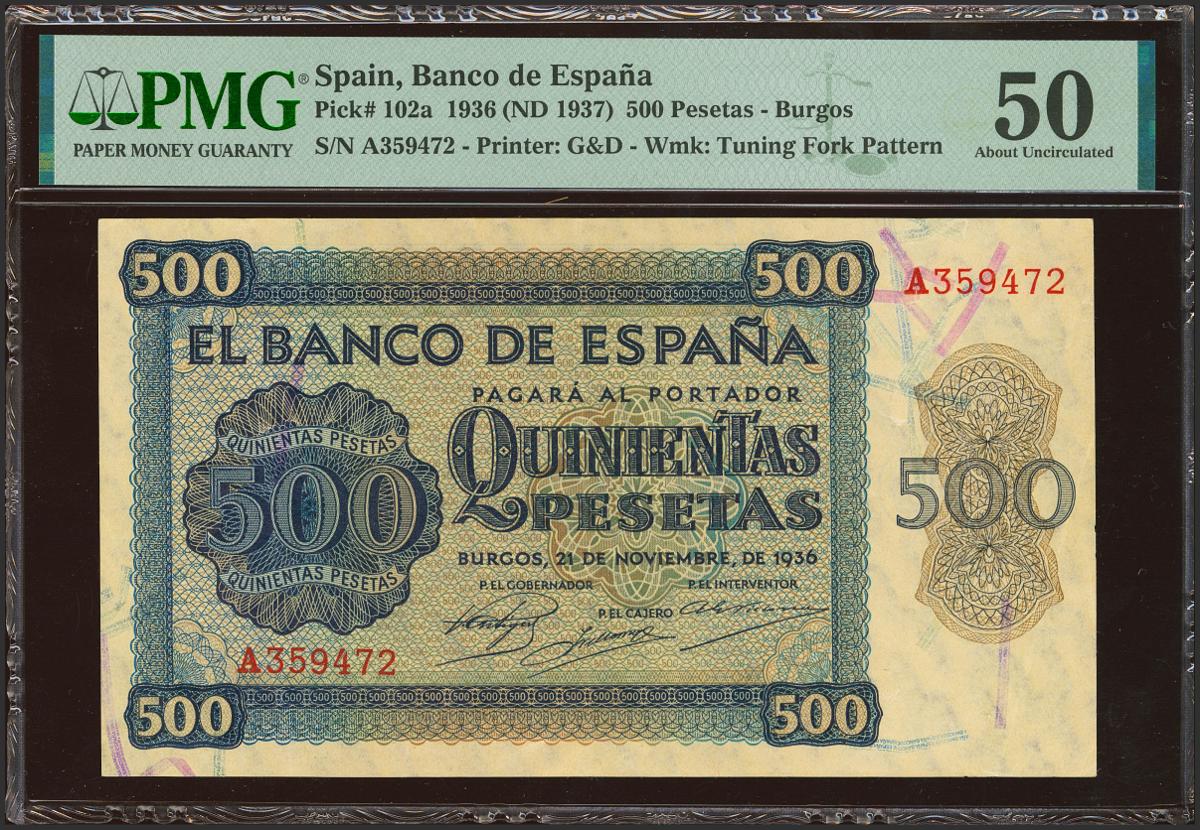 PMG®
PAPER MONEY GUARANTY
Spain, Banco de España
Pick# 102a 1936 (ND 1937) 500 Pesetas - Burgos
S/N A359472 - Printer: G&D - Wmk: Tuning Fork Pattern
50
About Uncirculated
500
500
A359472
EL BANCO DE ESPAÑA
PAGARÁ AL PORTADOR
QUINIENTAS
PESETAS
QUINIENTAS PESETAS
500
QUINIENTAS PESETAS
500
BURGOS, 21 DE NOVIEMBRE, DE 1936
P. EL GOBERNADOR
P. EL INTERVENTOR
P. EL CAJERO
A359472
500
500